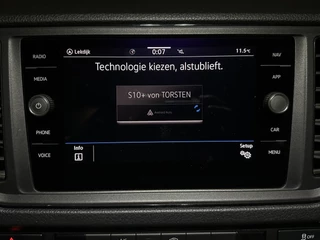 Lekdijk 0:07 11.5°C
RADIO
NAV
Technologie kiezen, alstublieft.
MEDIA
APP
S10+ von TORSTEN
PHONE
CAR
VOICE
Info
Setup
MENU
OFF